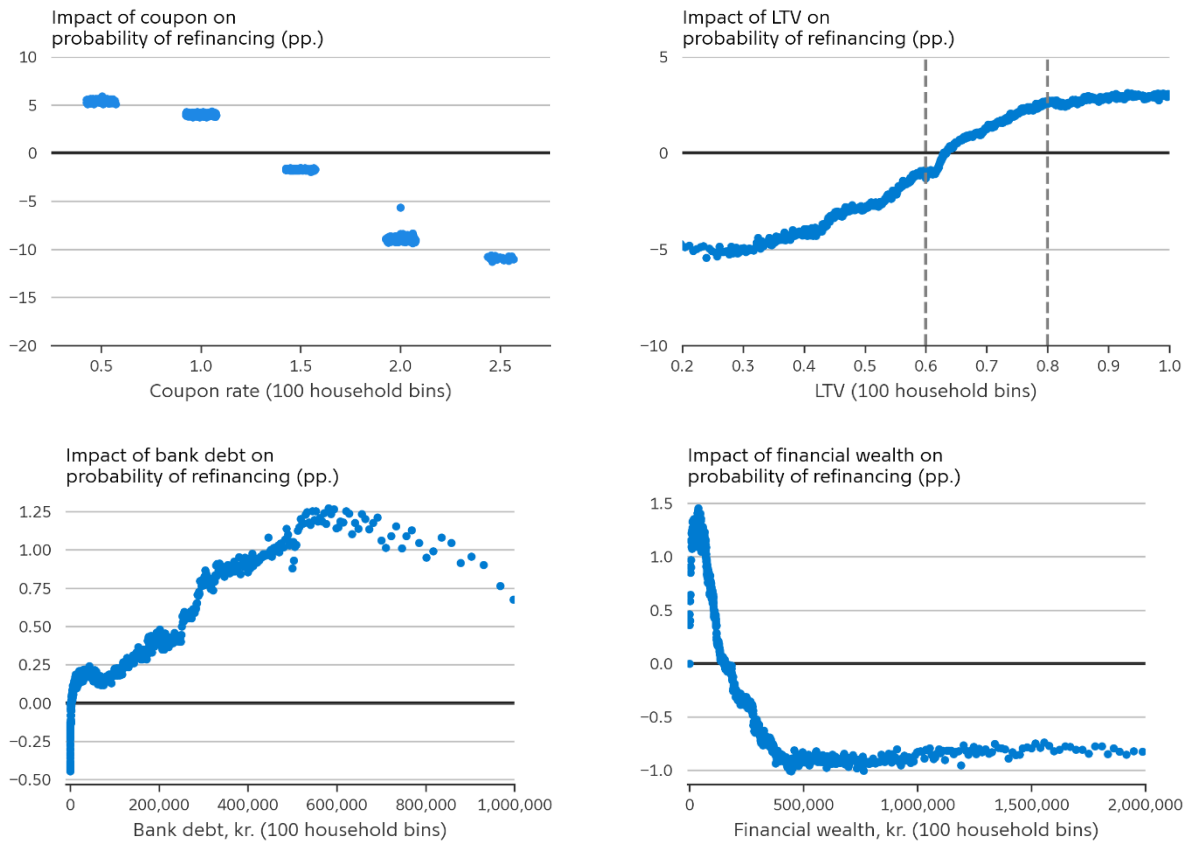 Impact of coupon on
probability of refinancing (pp.)
10
5
0
−5
−10
−15
−20
0.5 1.0 1.5 2.0 2.5
Coupon rate (100 household bins)
Impact of LTV on
probability of refinancing (pp.)
5
0
−5
−10
0.2 0.3 0.4 0.5 0.6 0.7 0.8 0.9 1.0
LTV (100 household bins)
Impact of bank debt on
probability of refinancing (pp.)
1.25
1.00
0.75
0.50
0.25
0.00
−0.25
−0.50
0 200,000 400,000 600,000 800,000 1,000,000
Bank debt, kr. (100 household bins)
Impact of financial wealth on
probability of refinancing (pp.)
1.5
1.0
0.5
0.0
−0.5
−1.0
0 500,000 1,000,000 1,500,000 2,000,000
Financial wealth, kr. (100 household bins)